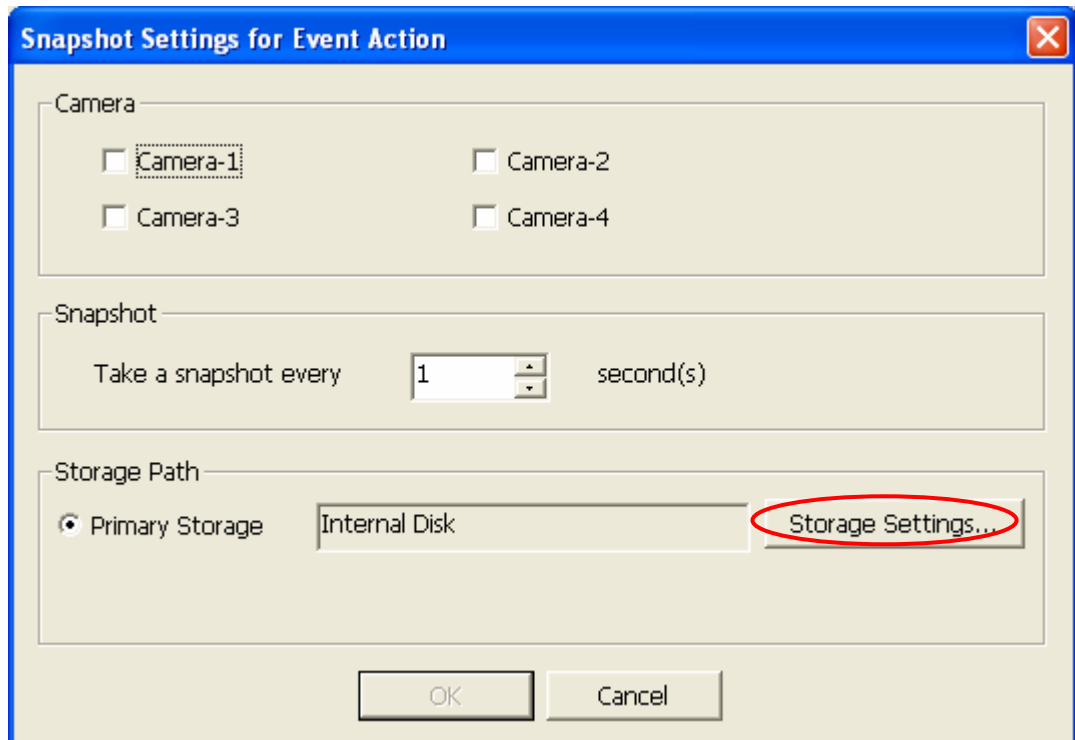 Snapshot Settings for Event Action
Camera
Camera-1 Camera-2
Camera-3 Camera-4
Snapshot
Take a snapshot every 1 second(s)
Storage Path
Primary Storage Internal Disk Storage Settings...
OK Cancel